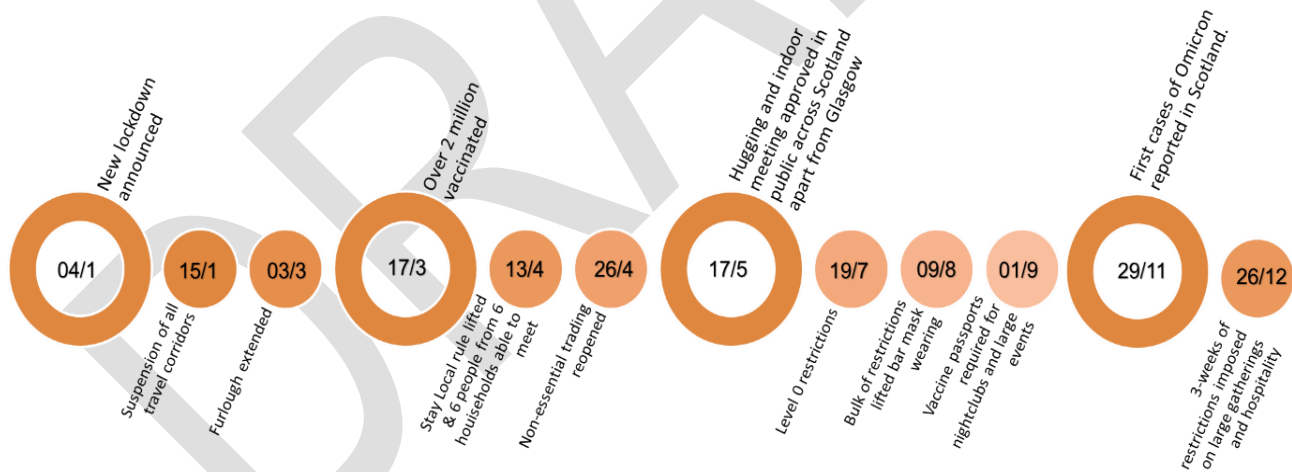 04/1
New lockdown
announced
15/1
Suspension of all
travel corridors
03/3
Furlough extended
17/3
Over 2 million
vaccinated
13/4
Stay Local rule lifted
& 6 people from 6
houiseholds able to
meet
26/4
Non-essential trading
reopened
17/5
Hugging and indoor
meeting approved in
public across Scotland
apart from Glasgow
19/7
Level 0 restrictions
09/8
Bulk of restrictions
lifted bar mask
wearing
01/9
Vaccine passports
required for
nightclubs and large
events
29/11
First cases of Omicron
reported in Scotland.
26/12
3-weeks of
restrictions imposed
on large gatherings
and hospitality